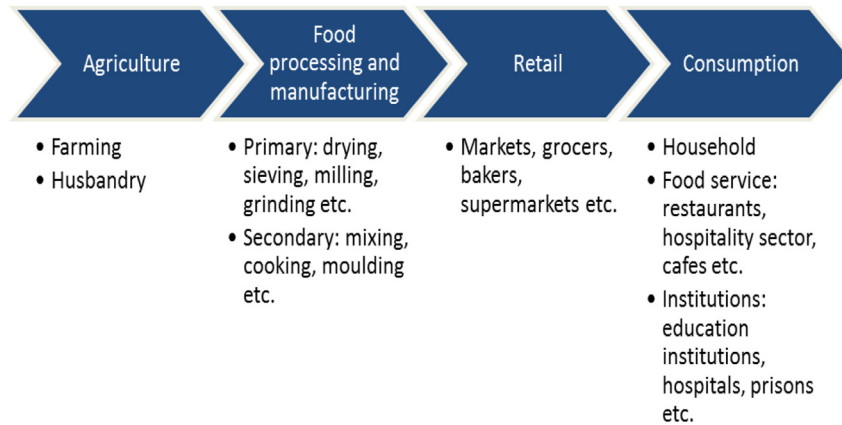 Agriculture
Food
processing and
manufacturing
Retail
Consumption
• Farming
• Husbandry
• Primary: drying,
sieving, milling,
grinding etc.
• Secondary: mixing,
cooking, moulding
etc.
• Markets, grocers,
bakers,
supermarkets etc.
• Household
• Food service:
restaurants,
hospitality sector,
cafes etc.
• Institutions:
education
institutions,
hospitals, prisons
etc.